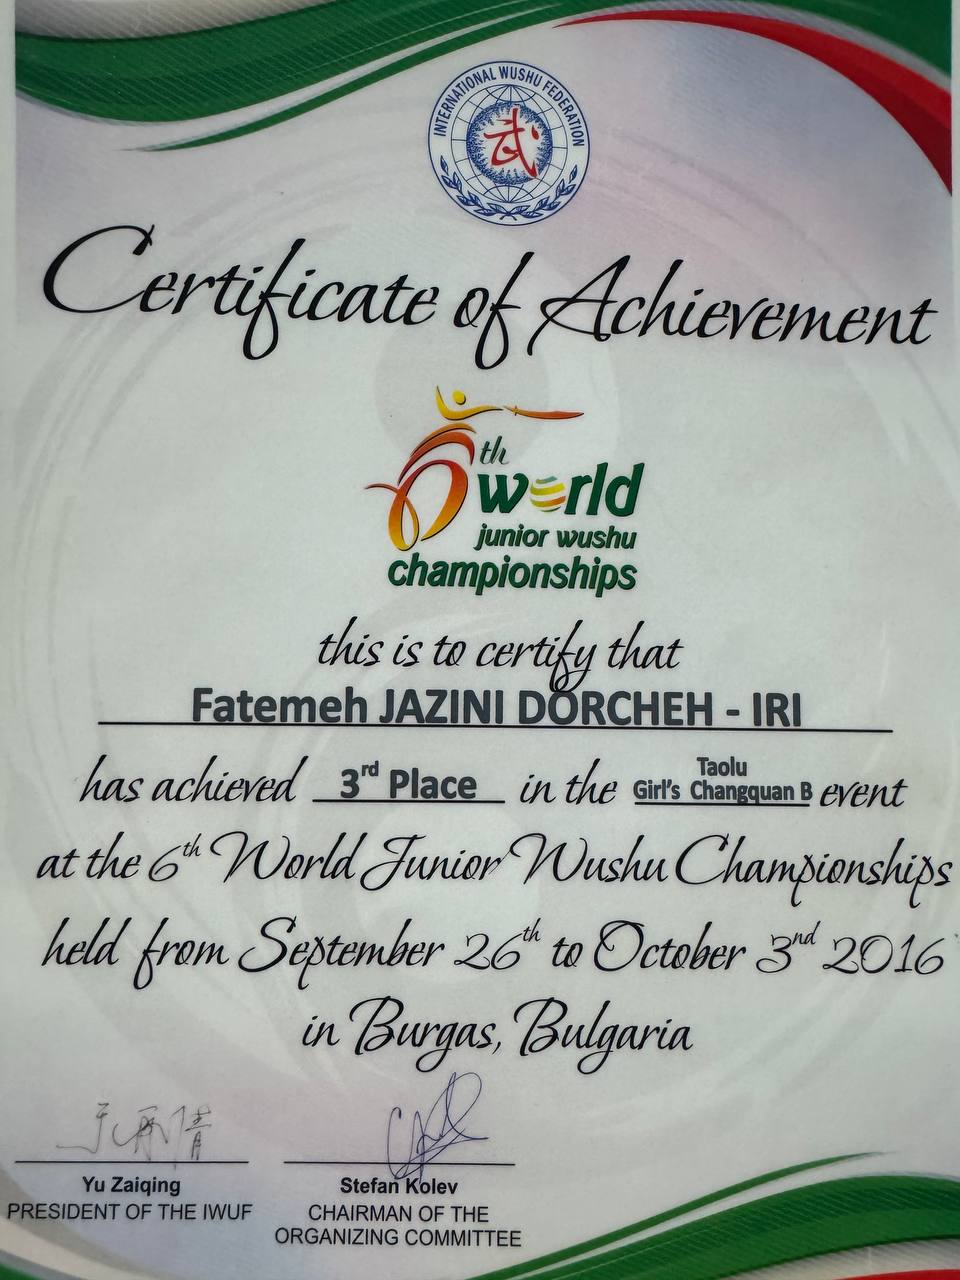 INTERNATIONAL WUSHU FEDERATION
武
Certificate of Achievement
6th world
junior wushu
championships
this is to certify that
Fatemeh JAZINI DORCHEH - IRI
has achieved 3rd Place in the Taolu Girl's Changquan B event
at the 6th World Junior Wushu Championships
held from September 26th to October 3nd 2016
in Burgas, Bulgaria
于再清
Yu Zaiqing
PRESIDENT OF THE IWUF
Stefan Kolev
CHAIRMAN OF THE
ORGANIZING COMMITTEE